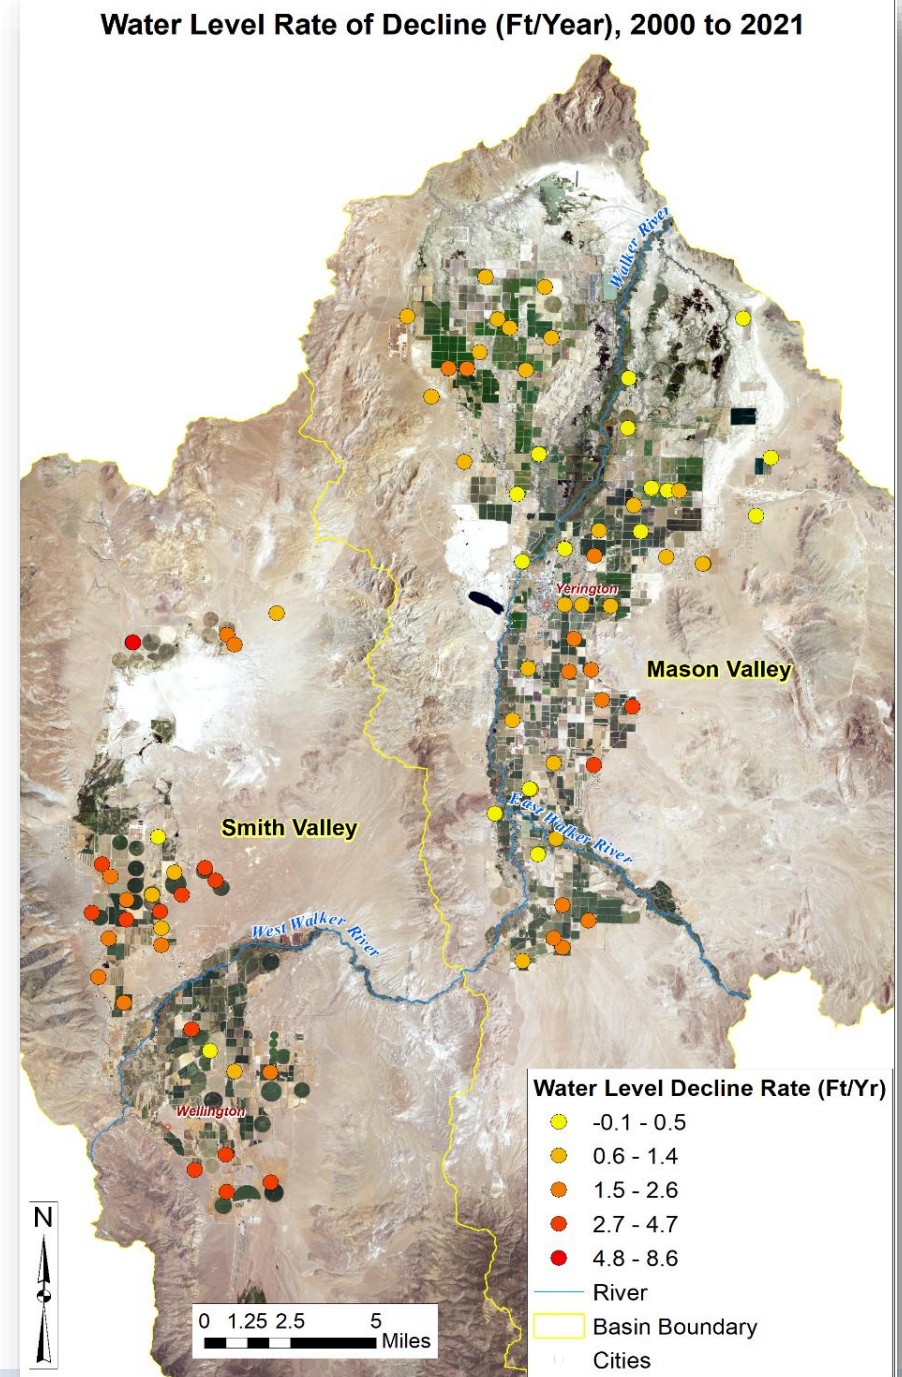 Water Level Rate of Decline (Ft/Year), 2000 to 2021
Walker River
Yerington
Mason Valley
Smith Valley
East Walker River
West Walker River
Wellington
Water Level Decline Rate (Ft/Yr)
-0.1 - 0.5
0.6 - 1.4
1.5 - 2.6
2.7 - 4.7
4.8 - 8.6
River
Basin Boundary
Cities
N
0 1.25 2.5 5
Miles